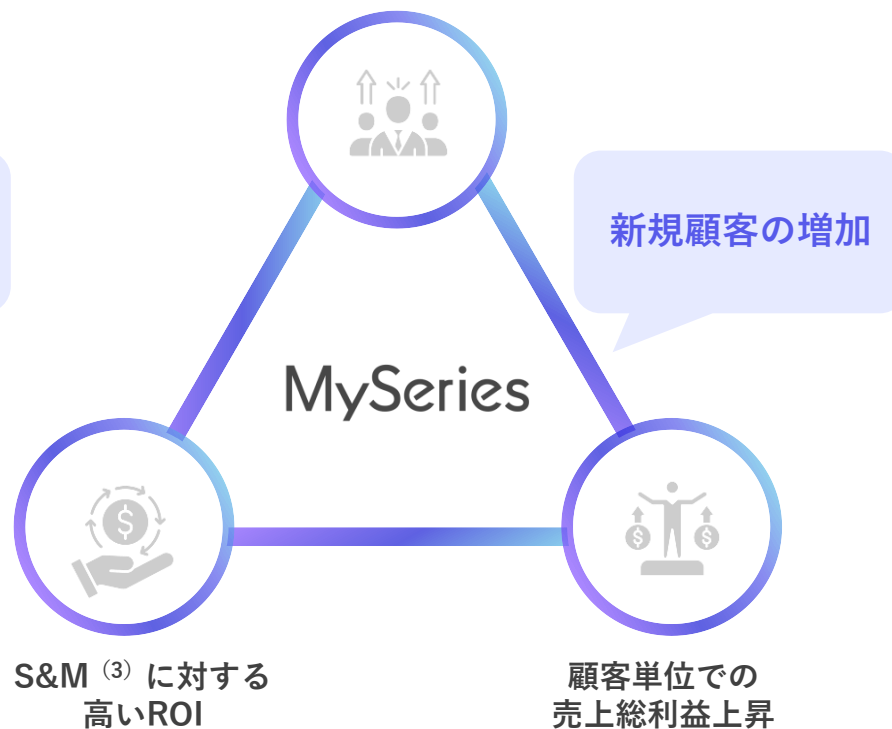 新規顧客の増加
MySeries
S&M（3）に対する
高いROI
顧客単位での
売上総利益上昇